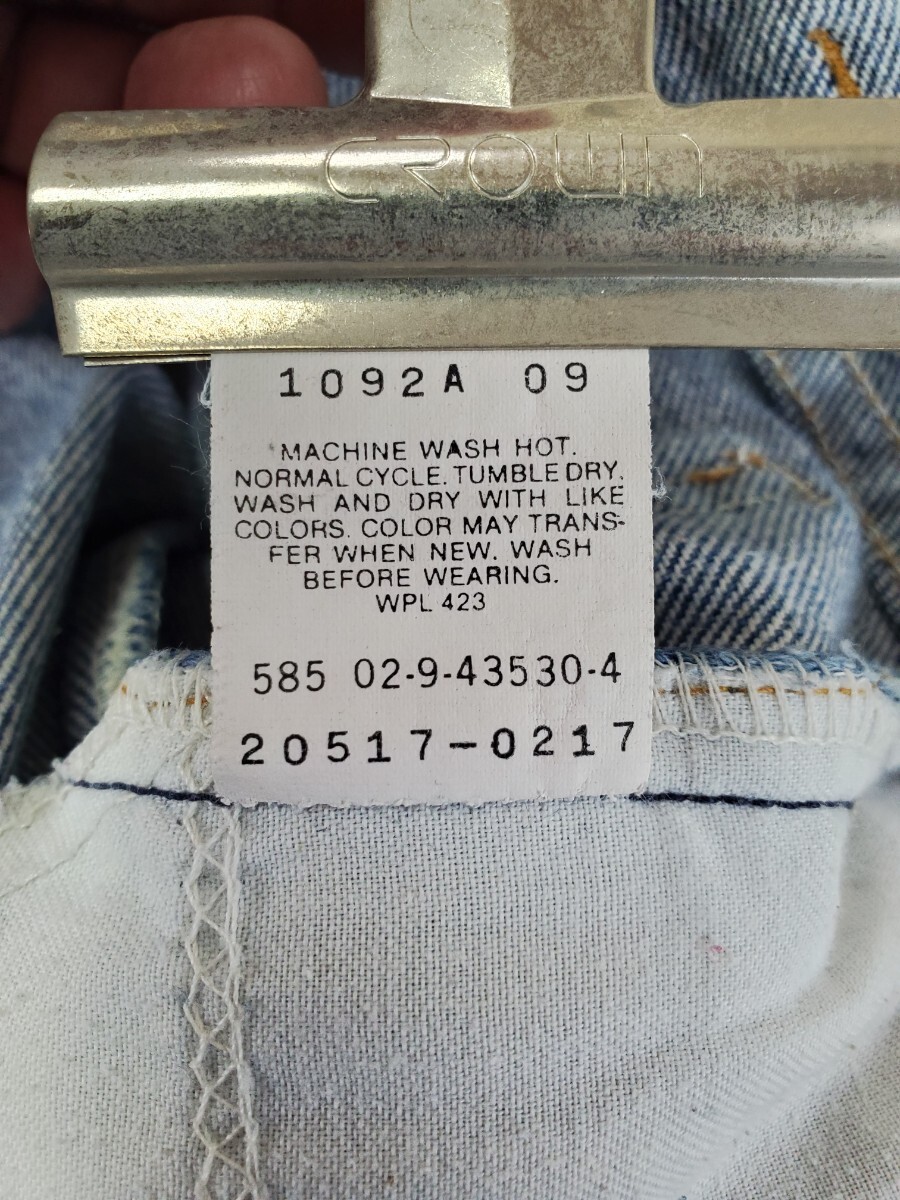 CROWN
1092A 09
MACHINE WASH HOT.
NORMAL CYCLE. TUMBLE DRY.
WASH AND DRY WITH LIKE
COLORS. COLOR MAY TRANS-
FER WHEN NEW. WASH
BEFORE WEARING.
WPL 423
585 02-9-43530-4
20517-0217